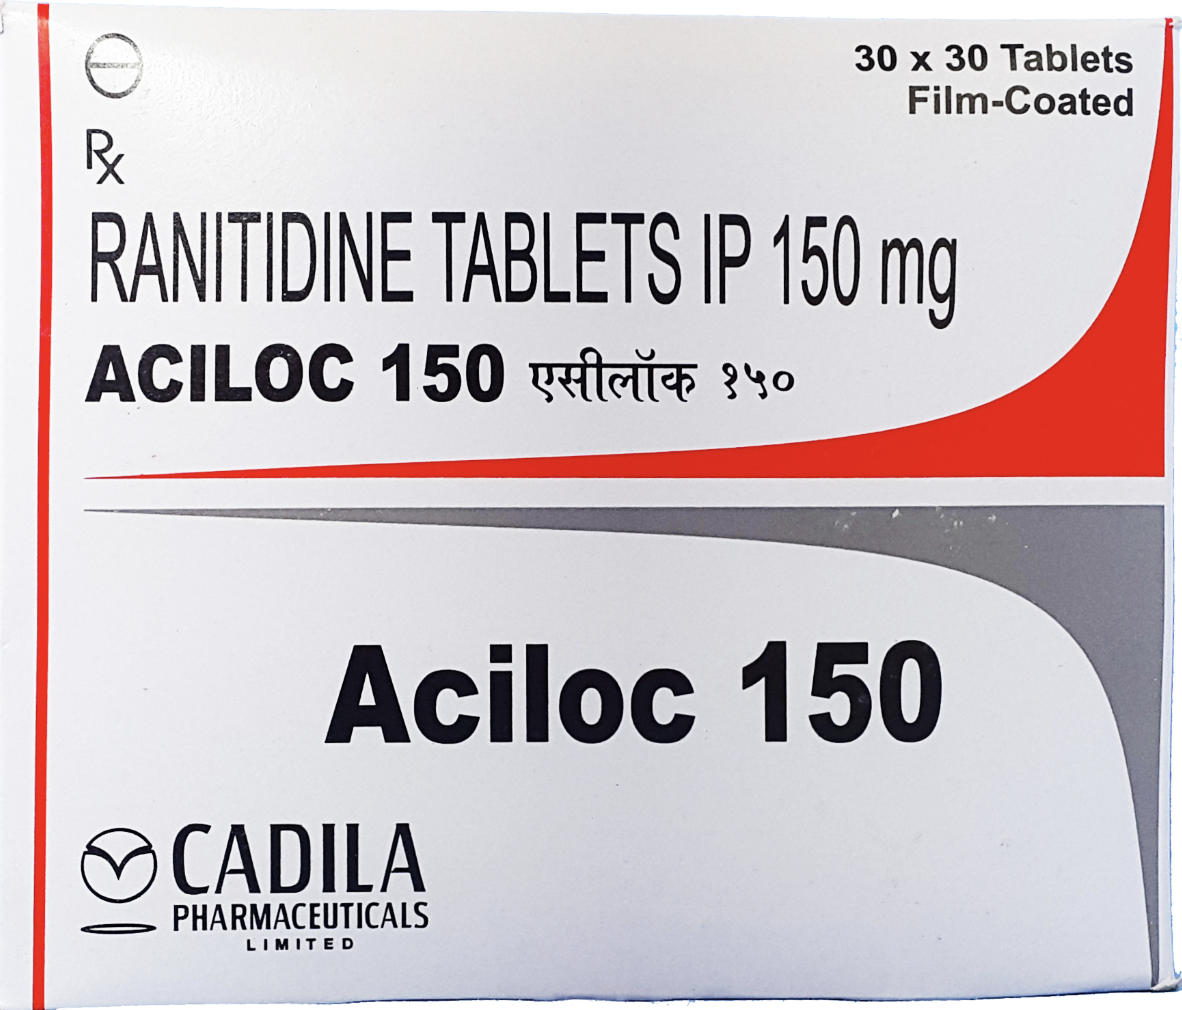 30 x 30 Tablets
Film-Coated
Rx
RANITIDINE TABLETS IP 150 mg
ACILOC 150 एसीलॉक १५०
Aciloc 150
CADILA
PHARMACEUTICALS
LIMITED